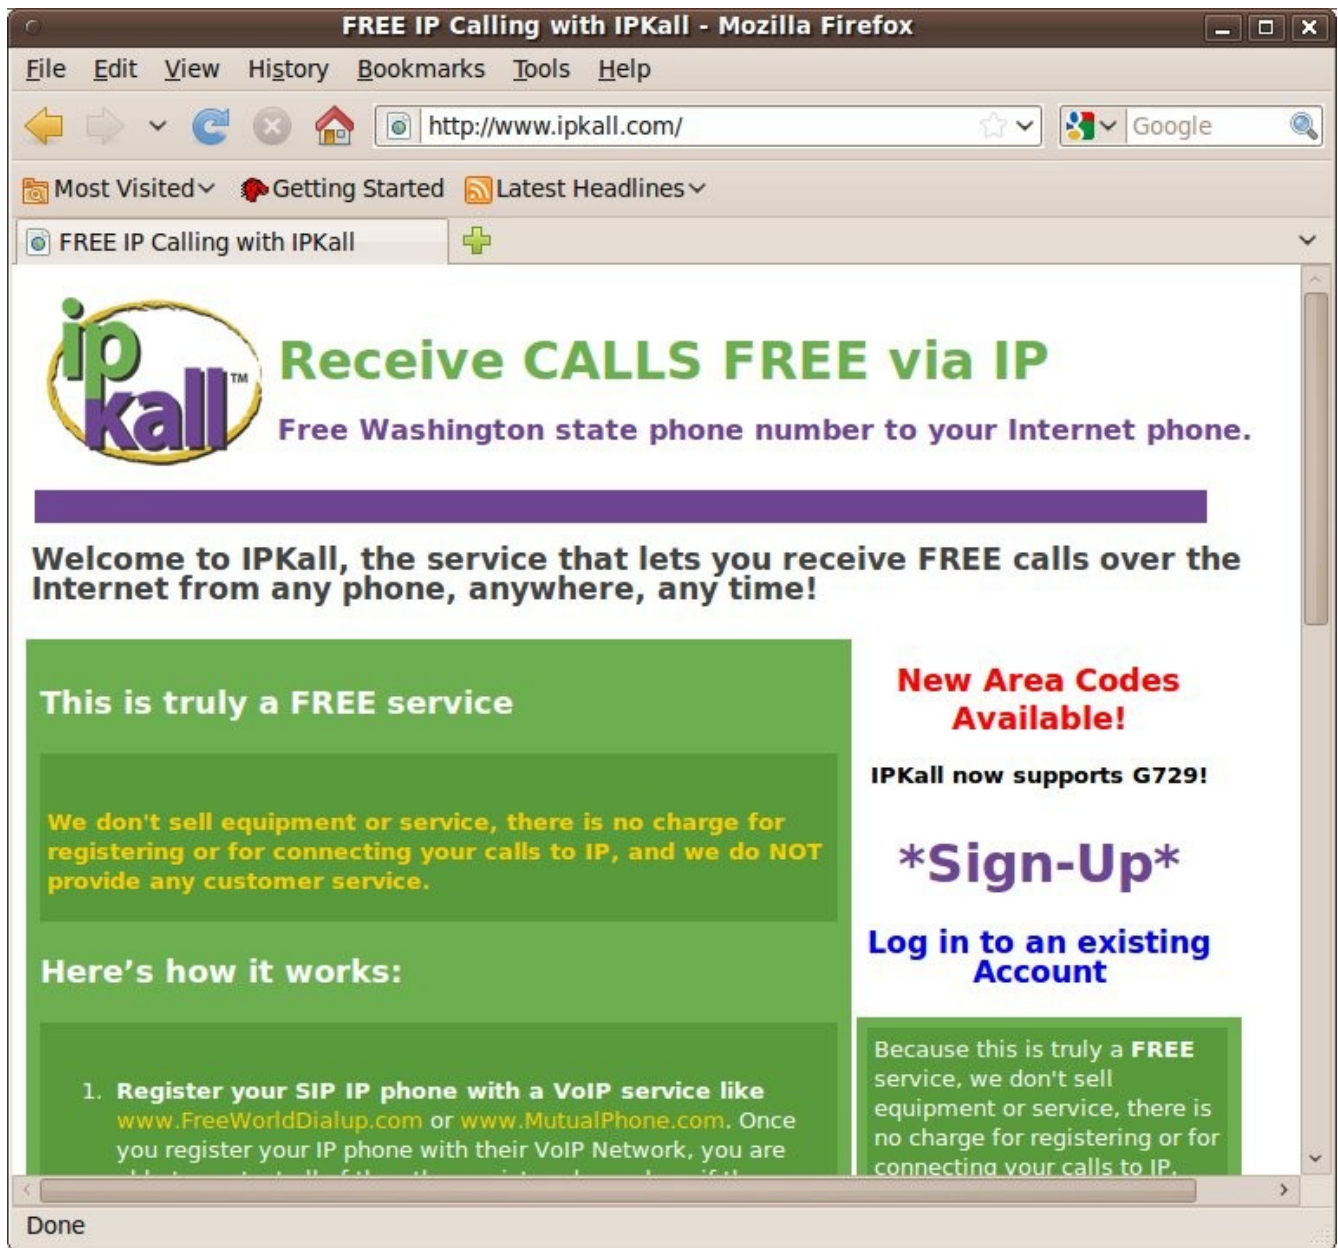 FREE IP Calling with IPKall - Mozilla Firefox
File Edit View History Bookmarks Tools Help
http://www.ipkall.com/
Google
Most Visited Getting Started Latest Headlines
FREE IP Calling with IPKall
ip
kall™
Receive CALLS FREE via IP
Free Washington state phone number to your Internet phone.
Welcome to IPKall, the service that lets you receive FREE calls over the
Internet from any phone, anywhere, any time!
This is truly a FREE service
We don't sell equipment or service, there is no charge for
registering or for connecting your calls to IP, and we do NOT
provide any customer service.
Here’s how it works:
1. Register your SIP IP phone with a VoIP service like
www.FreeWorldDialup.com or www.MutualPhone.com. Once
you register your IP phone with their VoIP Network, you are
New Area Codes
Available!
IPKall now supports G729!
*Sign-Up*
Log in to an existing
Account
Because this is truly a FREE
service, we don't sell
equipment or service, there is
no charge for registering or for
connecting your calls to IP.
Done